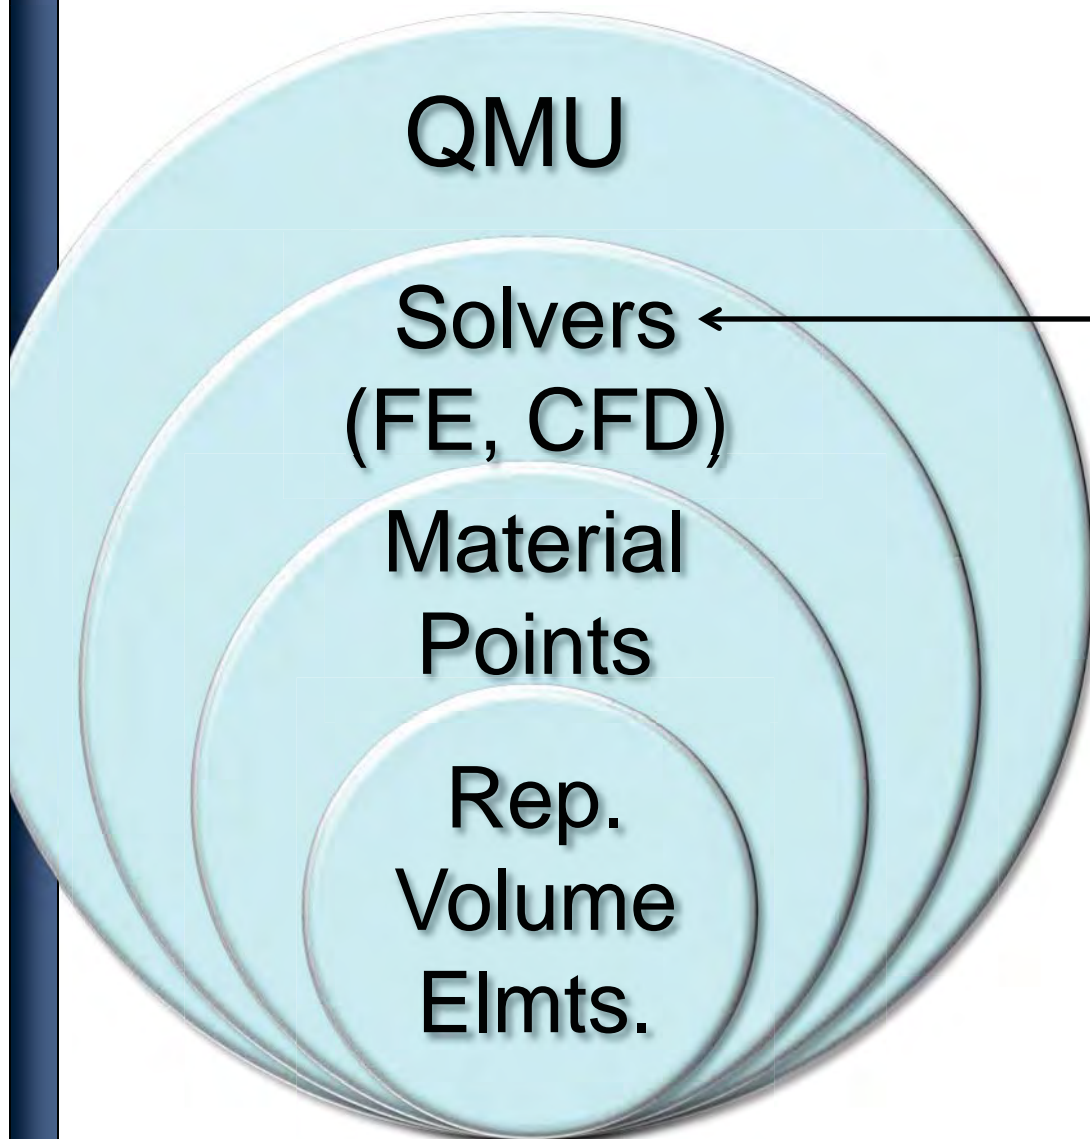 QMU
Solvers
(FE, CFD)
Material
Points
Rep.
Volume
Elmts.